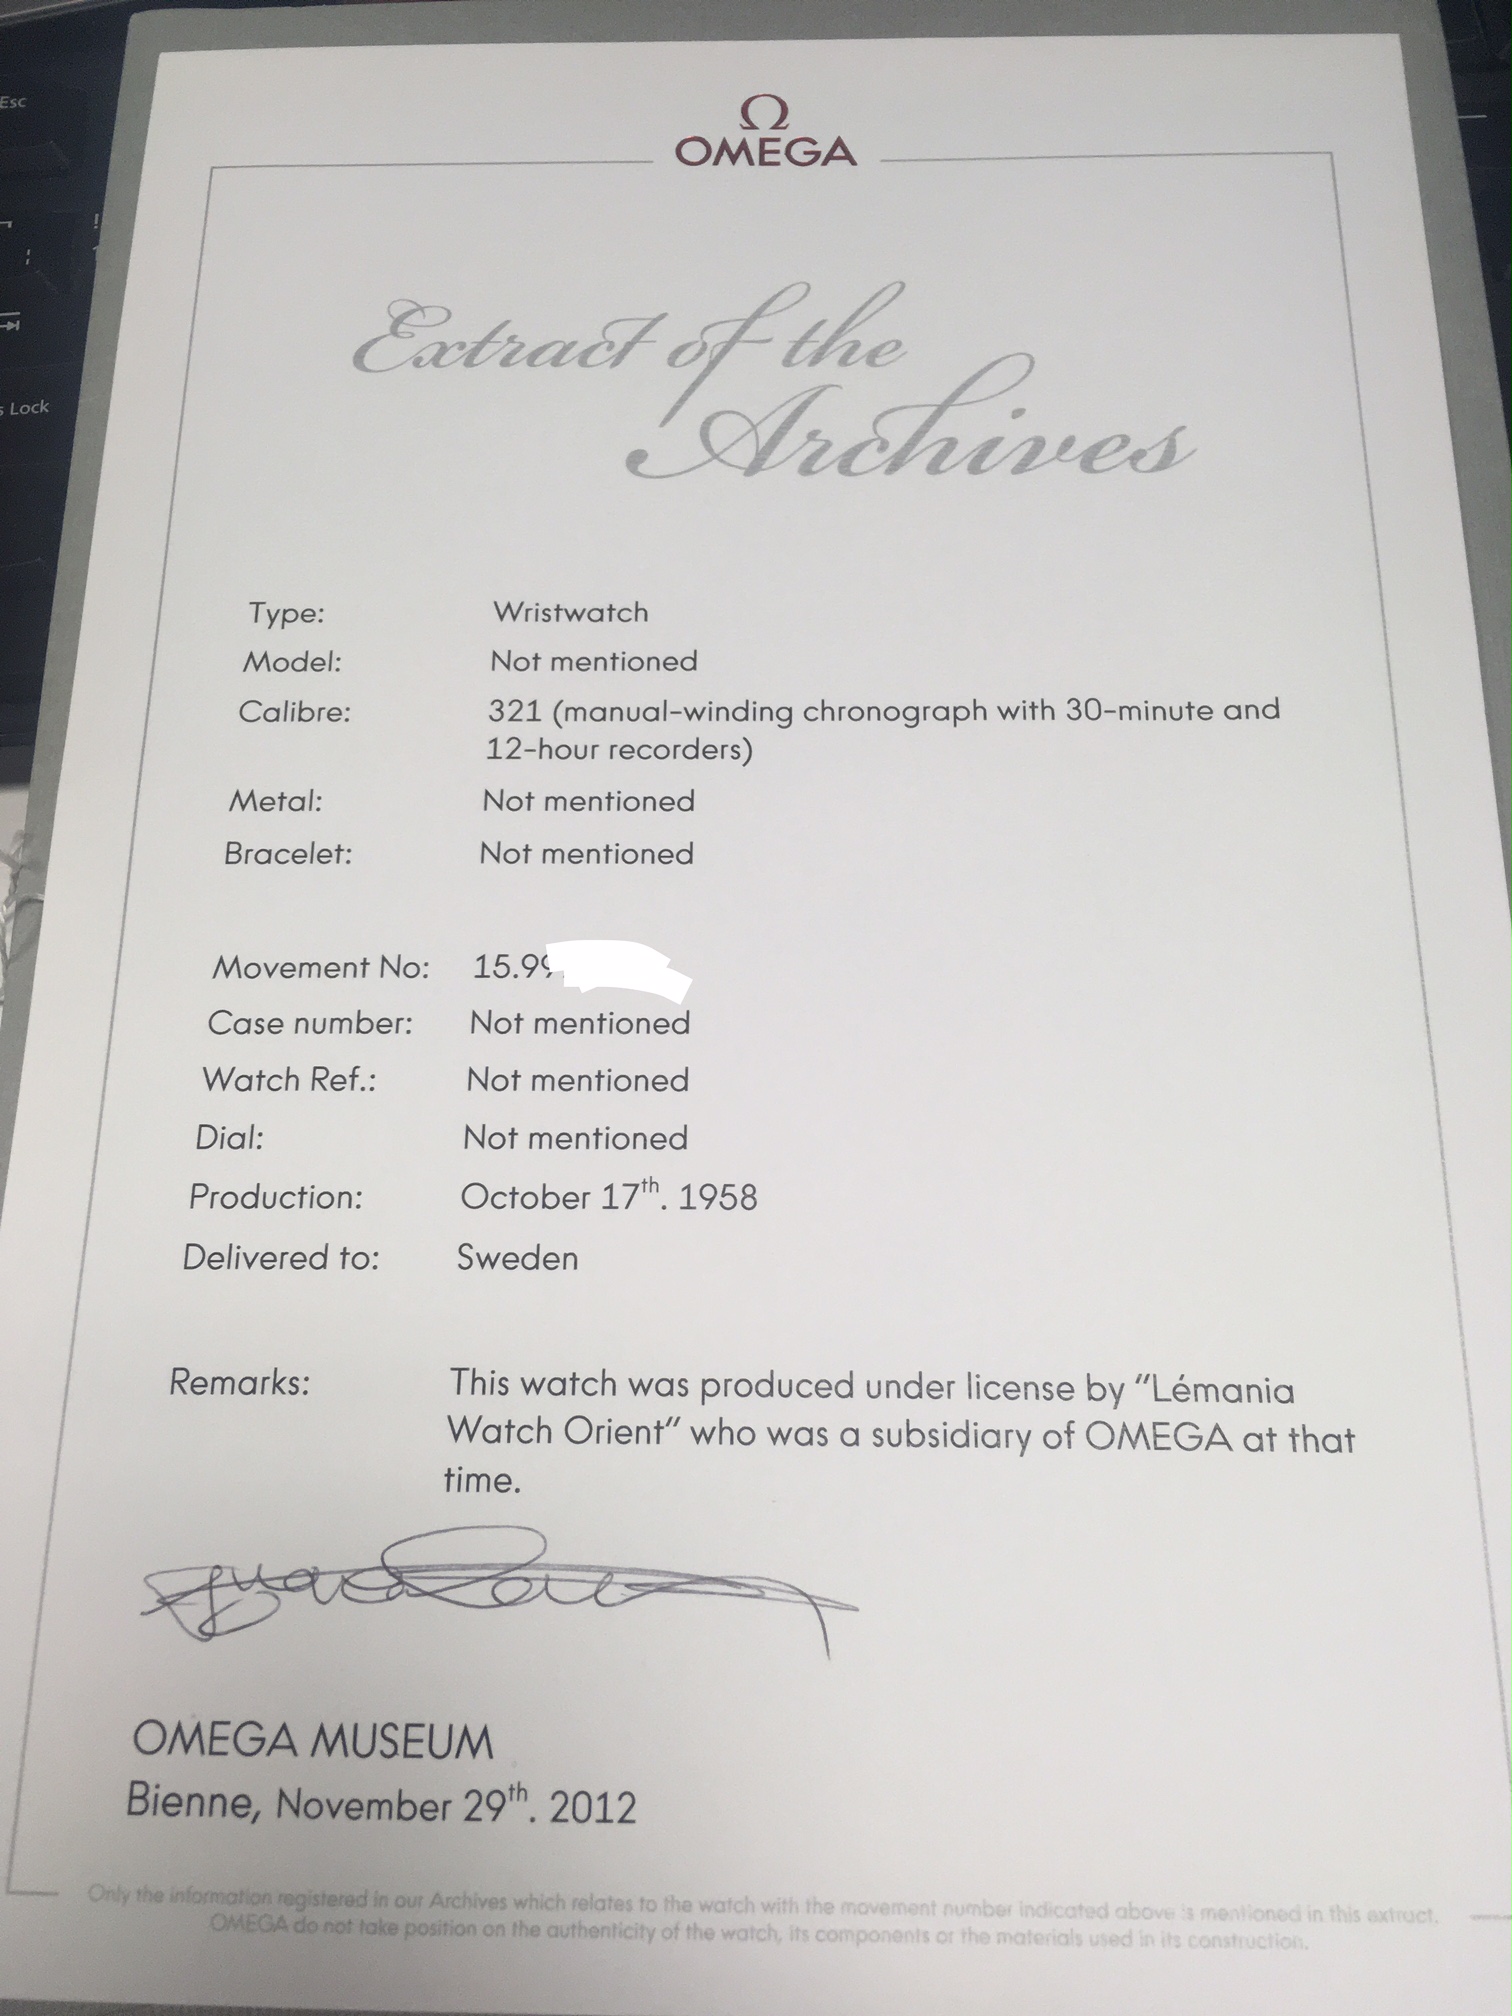 Esc
!
s Lock
Ω
OMEGA
Extract of the
Archives
Type: Wristwatch
Model: Not mentioned
Calibre: 321 (manual-winding chronograph with 30-minute and
12-hour recorders)
Metal: Not mentioned
Bracelet: Not mentioned
Movement No: 15.99
Case number: Not mentioned
Watch Ref.: Not mentioned
Dial: Not mentioned
Production: October 17th. 1958
Delivered to: Sweden
Remarks: This watch was produced under license by “Lémania
Watch Orient” who was a subsidiary of OMEGA at that
time.
OMEGA MUSEUM
Bienne, November 29th. 2012
Only the information registered in our Archives which relates to the watch with the movement number indicated above is mentioned in this extract.
OMEGA do not take position on the authenticity of the watch, its components or the materials used in its construction.